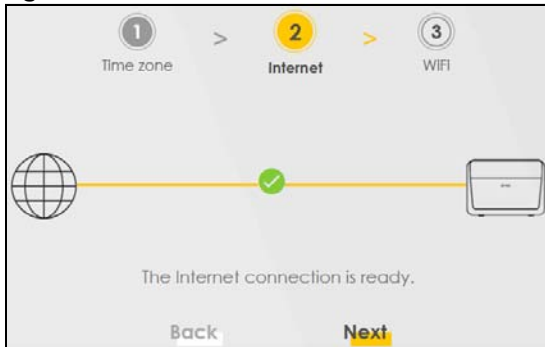 1 > 2 > 3
Time zone Internet WiFi
The Internet connection is ready.
Back Next